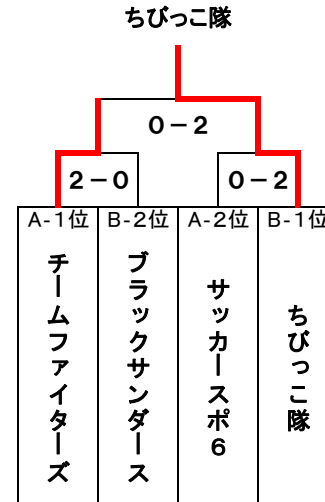 ちびっこ隊
0－2
2－0
0－2
A-1位
B-2位
A-2位
B-1位
チームファイターズ
ブラックサンダース
サッカースポ6
ちびっこ隊